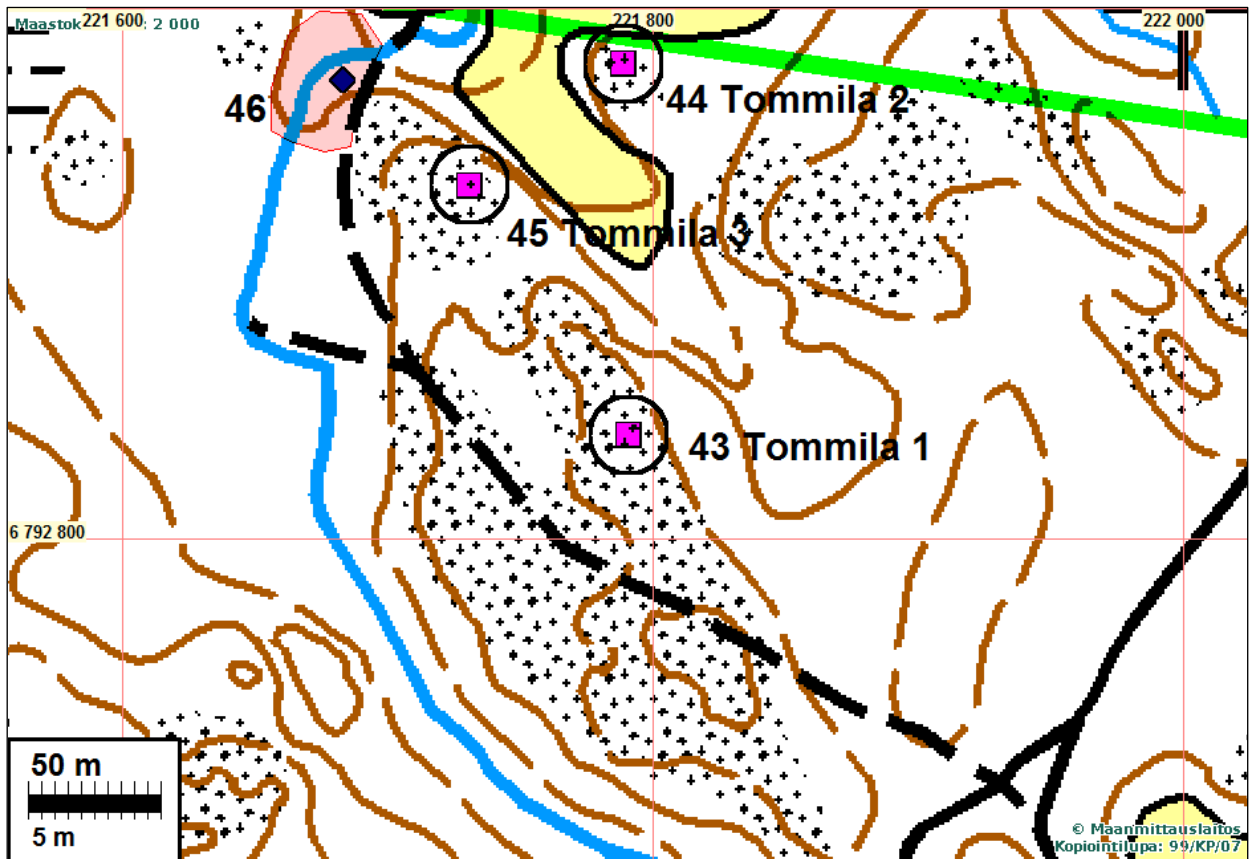 Maastok : 2 000
221 600
221 800
222 000
44 Tommila 2
46
45 Tommila 3
43 Tommila 1
6 792 800
50 m
5 m
© Maanmittauslaitos
Kopiointilupa: 99/KP/07